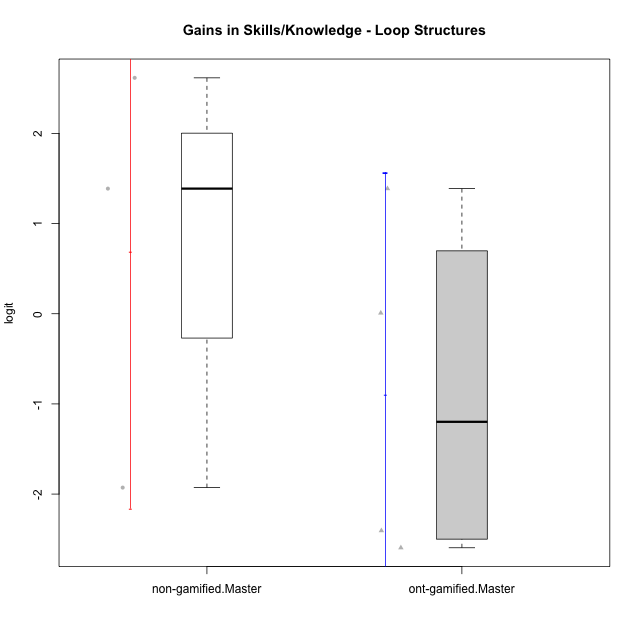 Gains in Skills/Knowledge - Loop Structures
logit
2
1
0
-1
-2
non-gamified.Master
ont-gamified.Master